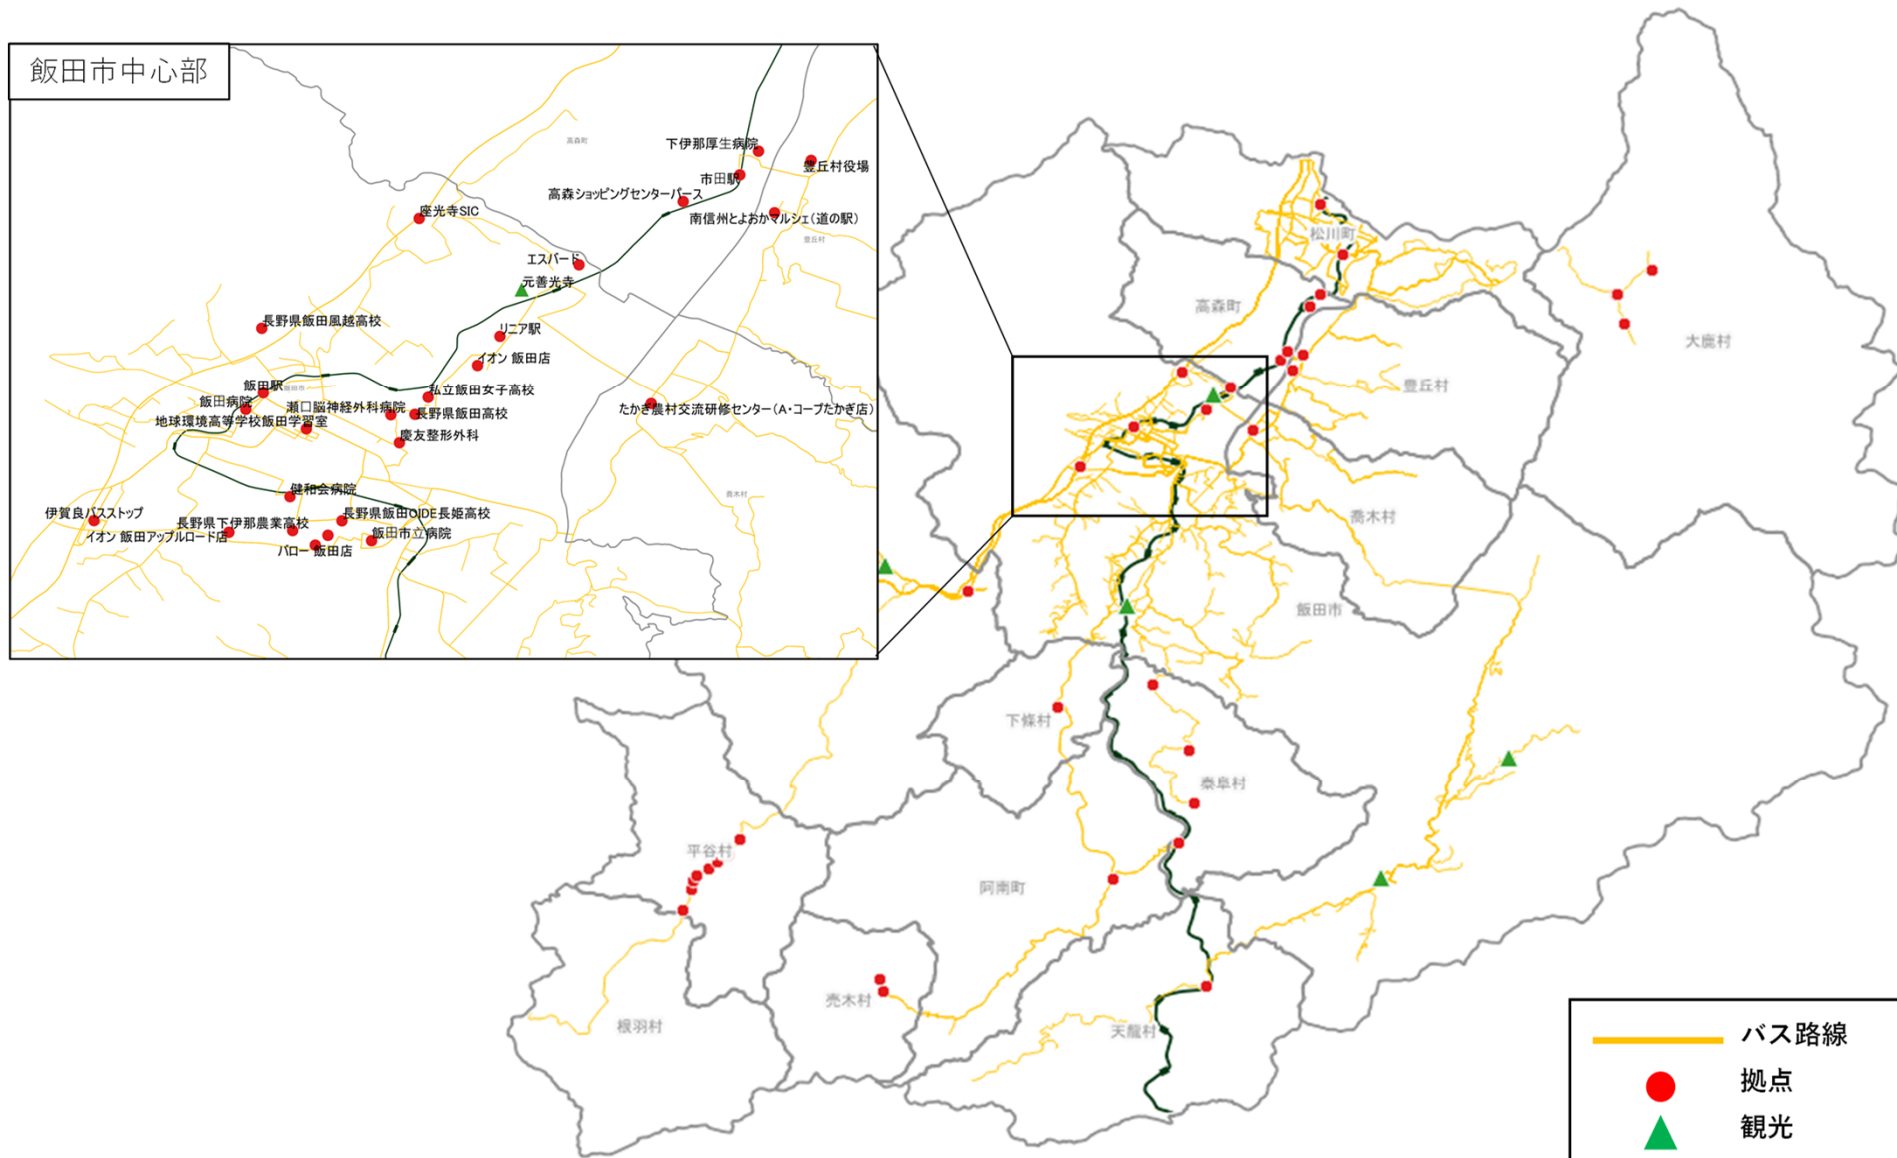 飯田市中心部
高森町
下伊那厚生病院
豊丘村役場
市田駅
高森ショッピングセンターパース
座光寺SIC
南信州とよおかマルシェ（道の駅）
豊丘村
エスバード
元善光寺
長野県飯田風越高校
リニア駅
イオン 飯田店
飯田駅
飯田市
私立飯田女子高校
飯田病院
瀬口脳神経外科病院
長野県飯田高校
たかぎ農村交流研修センター（A・コープたかぎ店）
地球環境高等学校飯田学習室
慶友整形外科
健和会病院
喬木村
伊賀良バスストップ
長野県飯田OIDE長姫高校
長野県下伊那農業高校
イオン 飯田アップルロード店
飯田市立病院
バロー 飯田店
松川町
高森町
大鹿村
豊丘村
喬木村
飯田市
下條村
泰阜村
平谷村
阿南町
売木村
根羽村
天龍村
バス路線
拠点
観光